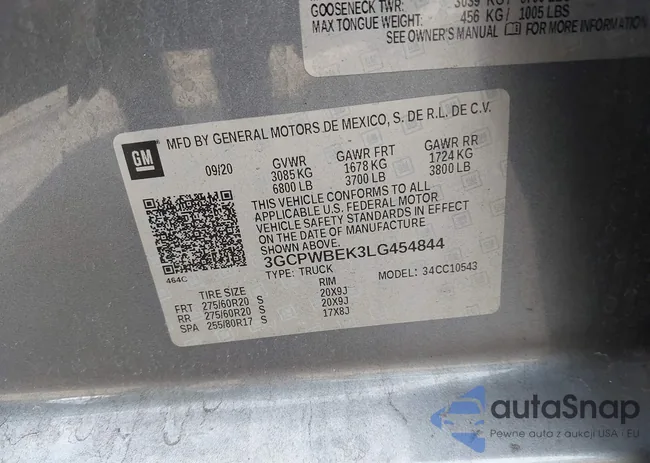 GOOSENECK TWR:
MAX TONGUE WEIGHT: 456 KG/ 1005 LBS
SEE OWNER'S MANUAL FOR MORE INFORMATION
GM
MFD BY GENERAL MOTORS DE MEXICO, S. DE R.L. DE C.V.
09/20 GVWR GAWR FRT GAWR RR
3085 KG 1678 KG 1724 KG
6800 LB 3700 LB 3800 LB
THIS VEHICLE CONFORMS TO ALL
APPLICABLE U.S. FEDERAL MOTOR
VEHICLE SAFETY STANDARDS IN EFFECT
ON THE DATE OF MANUFACTURE
SHOWN ABOVE.
3GCPWBEK3LG454844
TYPE: TRUCK MODEL: 34CC10543
464C
TIRE SIZE RIM
FRT 275/60R20 S 20X9J
RR 275/60R20 S 20X9J
SPA 255/80R17 S 17X8J
autaSnap
Pewne auto z aukcji USA · EU